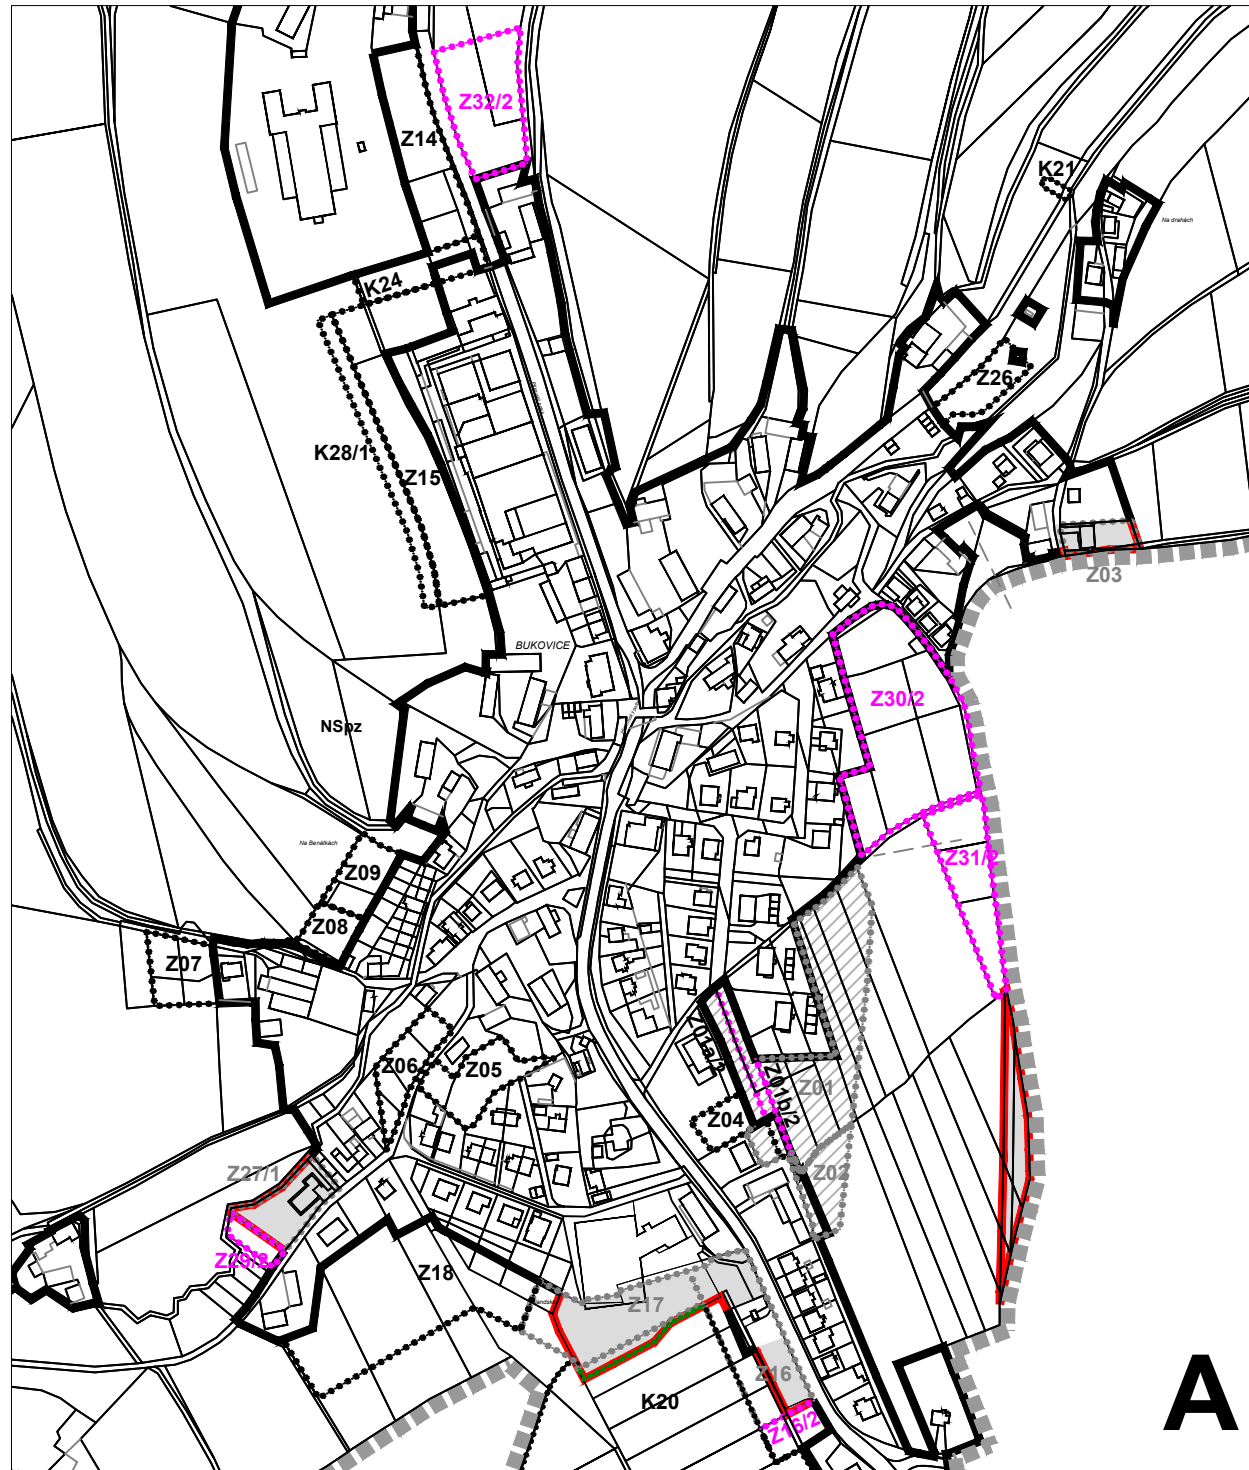 Z32/2
Z14
K21
Na drahách
K24
Z26
K28/1
Z15
Z03
BUKOVICE
Z30/2
NSpz
Na Benátkách
Z09
Z31/2
Z08
Z07
Z01a/2
Z06
Z05
Z01b/2
Z01
Z04
Z02
Z27/1
Z29/2
Z18
Z17
Z16
K20
Z16/2
A